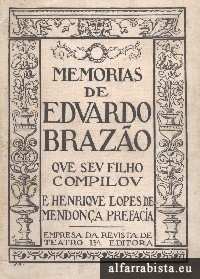 MEMORIAS
DE
EDVARDO
BRAZÃO
QVE SEV FILHO
COMPILOV
E HENRIQVE LOPES DE
MENDONÇA PREFACIA
EMPRESA DA REVISTA DE
TEATRO
EDITORA
alfarrabista.eu